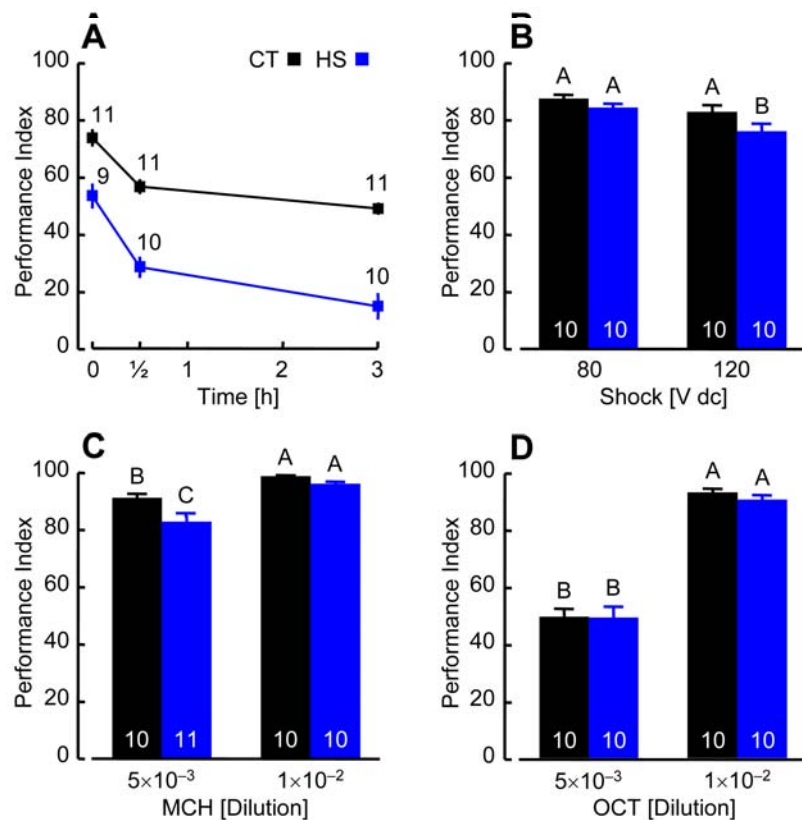 A
CT HS
100
80
60
40
20
0
Performance Index
11
11
11
9
10
10
0 ½ 1 2 3
Time [h]
B
100
80
60
40
20
0
Performance Index
A A A B
10 10 10 10
80 120
Shock [V dc]
C
100
80
60
40
20
0
Performance Index
B C A A
10 11 10 10
5×10⁻³ 1×10⁻²
MCH [Dilution]
D
100
80
60
40
20
0
Performance Index
B B A A
10 10 10 10
5×10⁻³ 1×10⁻²
OCT [Dilution]